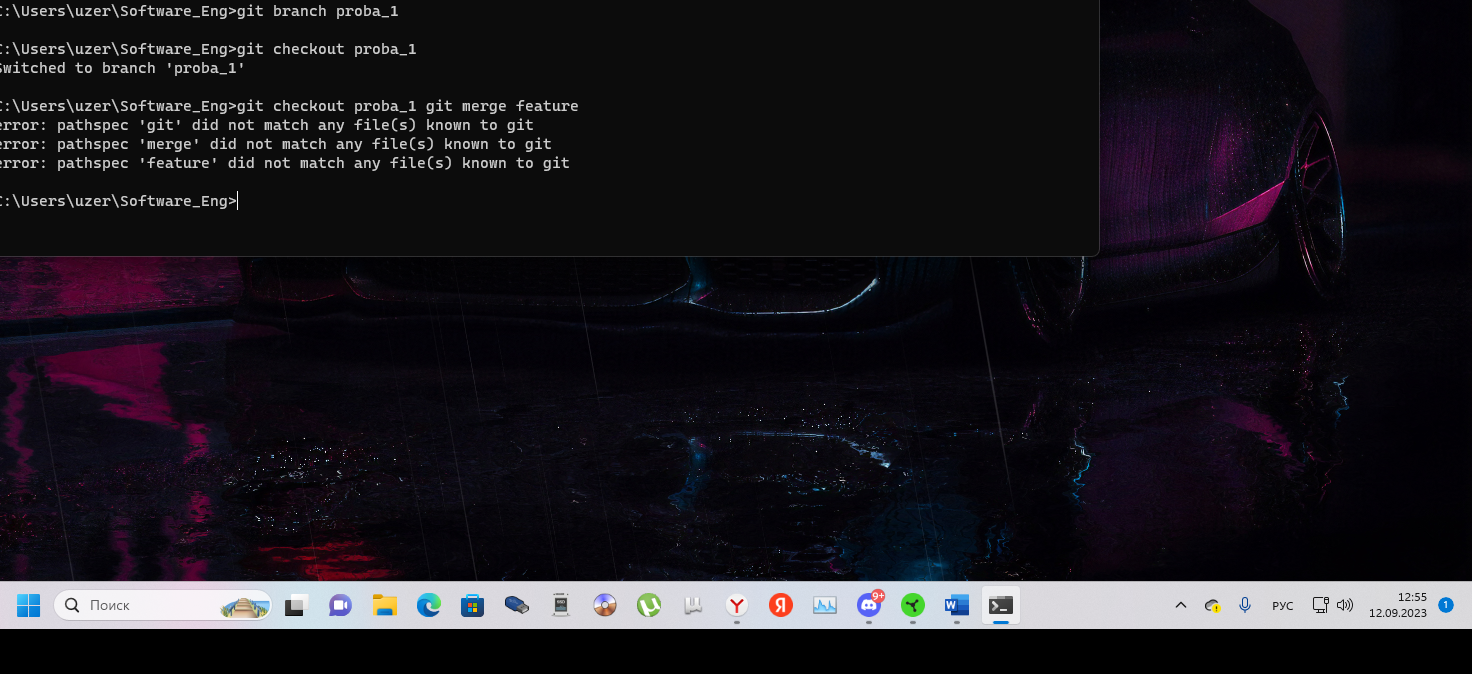 C:\Users\uzer\Software_Eng>git branch proba_1
C:\Users\uzer\Software_Eng>git checkout proba_1
Switched to branch 'proba_1'
C:\Users\uzer\Software_Eng>git checkout proba_1 git merge feature
error: pathspec 'git' did not match any file(s) known to git
error: pathspec 'merge' did not match any file(s) known to git
error: pathspec 'feature' did not match any file(s) known to git
C:\Users\uzer\Software_Eng>
Поиск
Y
Я
9+
W
РУС
12:55
12.09.2023
1